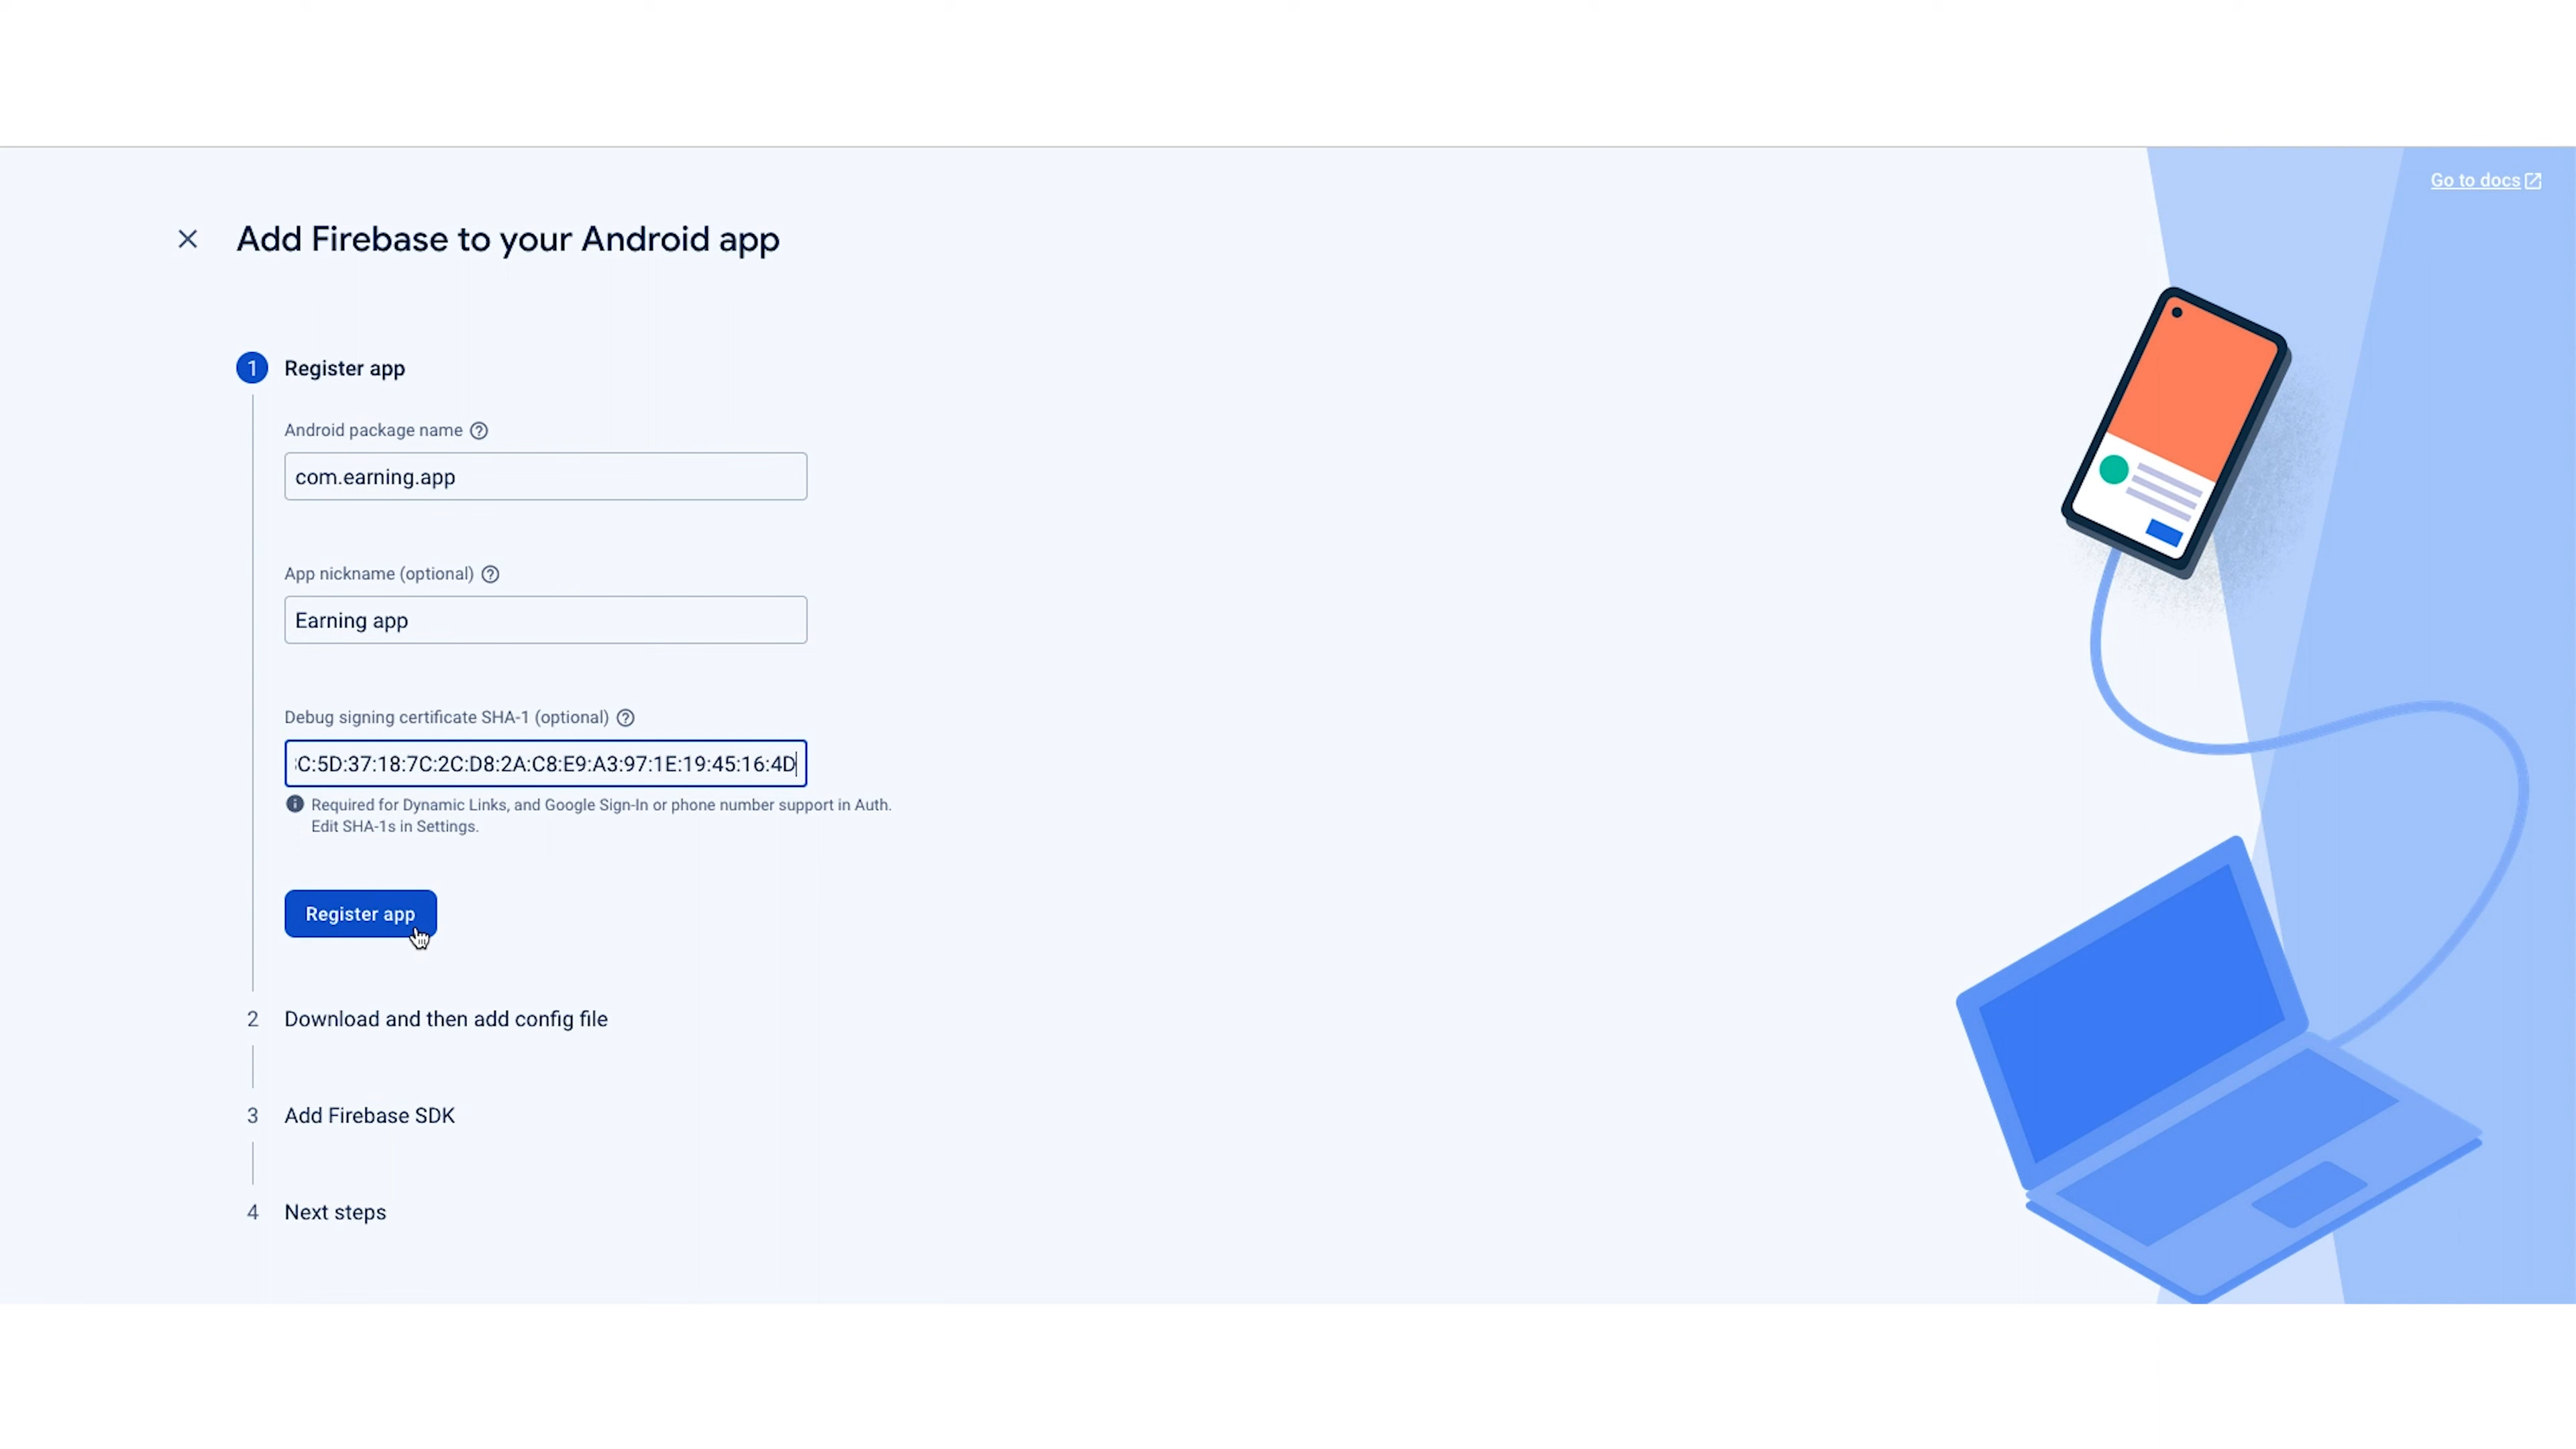 Go to docs
Add Firebase to your Android app
1 Register app
Android package name
com.earning.app
App nickname (optional)
Earning app
Debug signing certificate SHA-1 (optional)
C:5D:37:18:7C:2C:D8:2A:C8:E9:A3:97:1E:19:45:16:4D
Required for Dynamic Links, and Google Sign-In or phone number support in Auth.
Edit SHA-1s in Settings.
Register app
2 Download and then add config file
3 Add Firebase SDK
4 Next steps